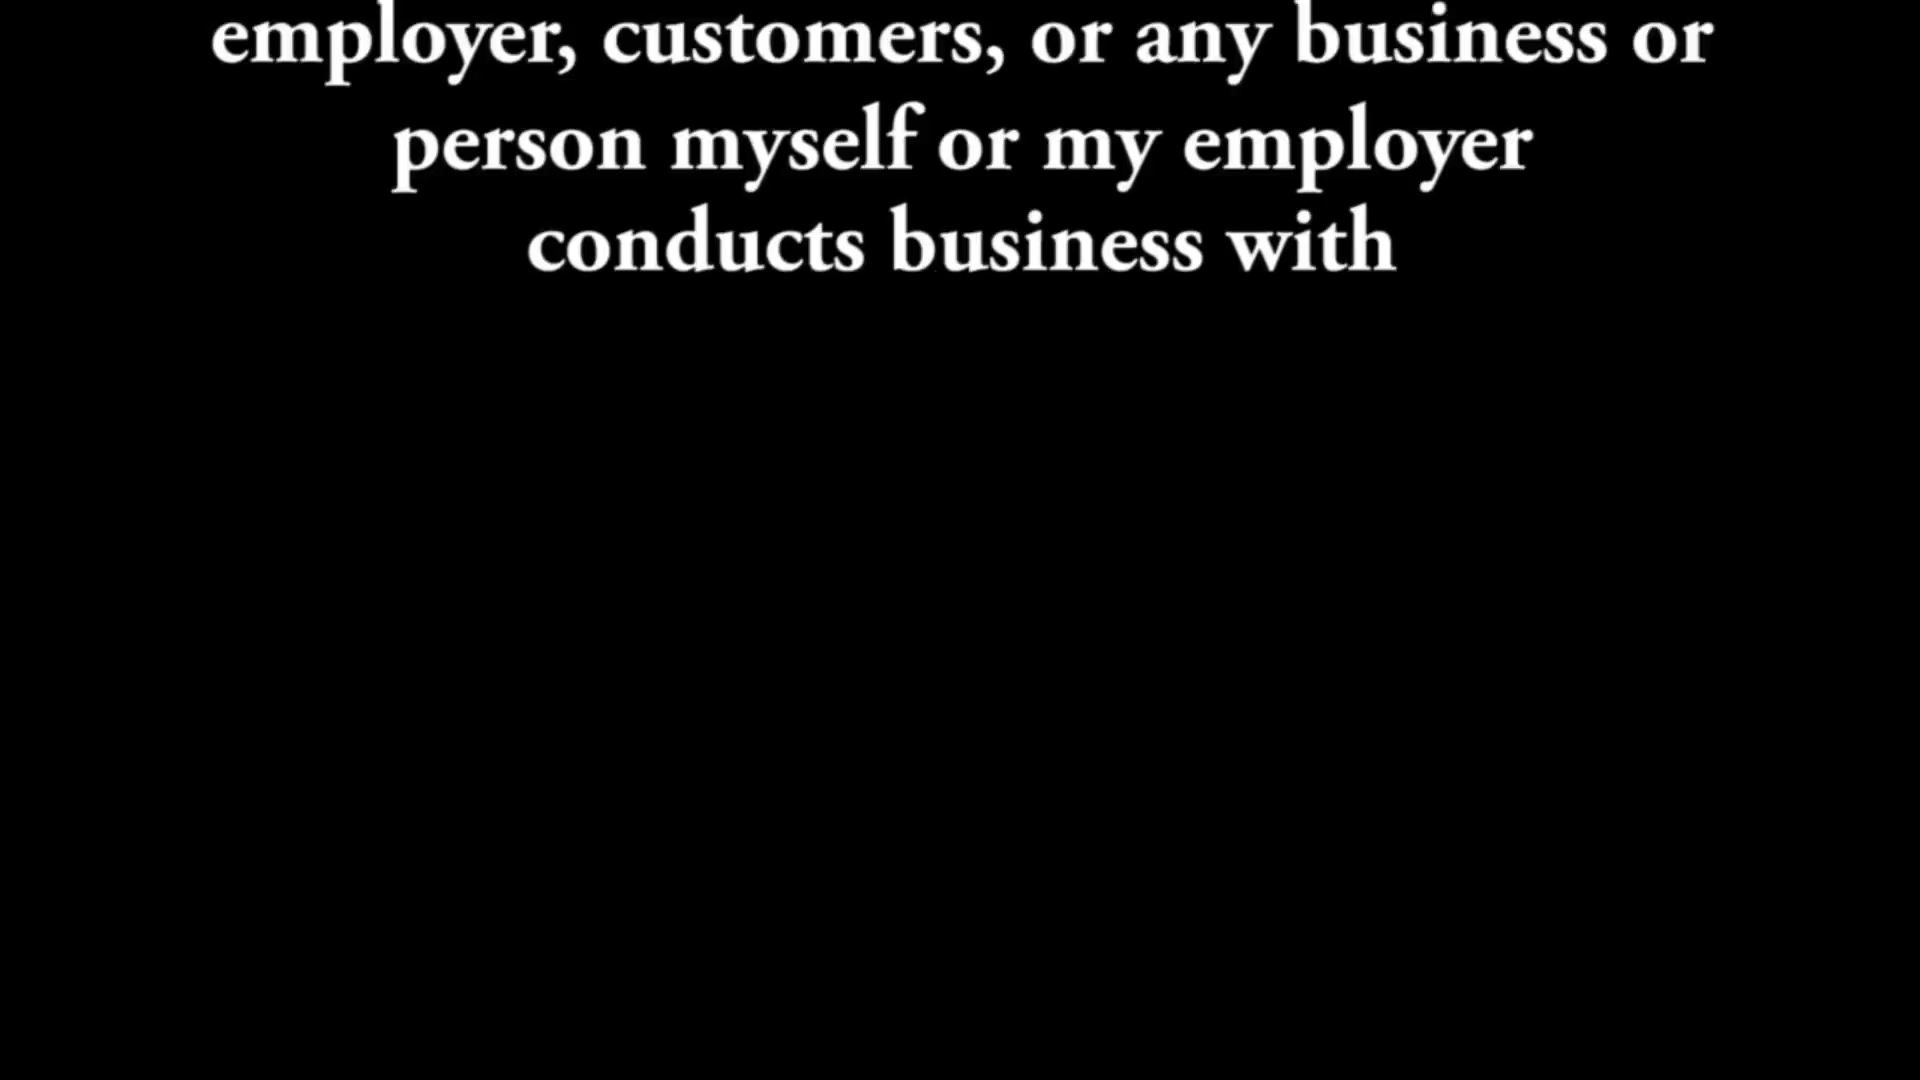 employer, customers, or any business or
person myself or my employer
conducts business with